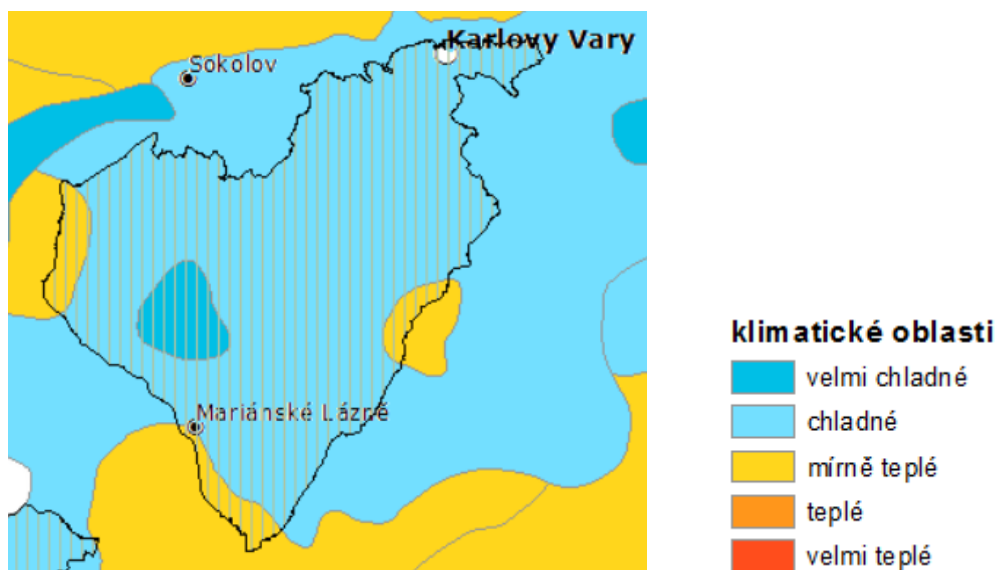 Karlovy Vary
Sokolov
Mariánské Lázně
klimatické oblasti
velmi chladné
chladné
mírně teplé
teplé
velmi teplé